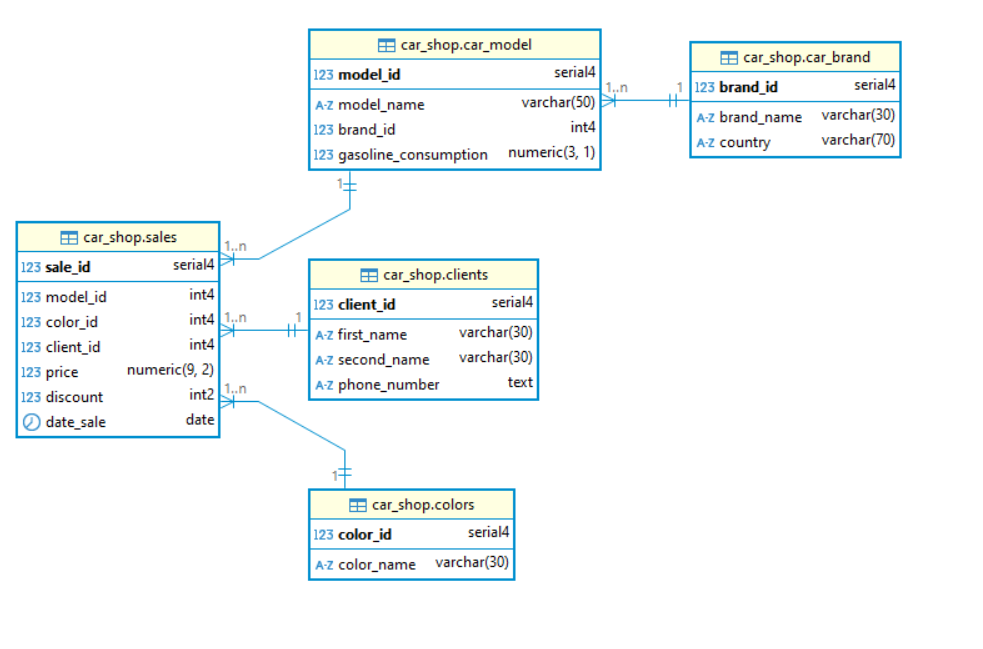 car_shop.car_model
123 model_id serial4
A-Z model_name varchar(50)
123 brand_id int4
123 gasoline_consumption numeric(3, 1)
1..n 1
car_shop.car_brand
123 brand_id serial4
A-Z brand_name varchar(30)
A-Z country varchar(70)
1
1..n
car_shop.sales
123 sale_id serial4
123 model_id int4
123 color_id int4
123 client_id int4
123 price numeric(9, 2)
123 discount int2
date_sale date
1..n 1
car_shop.clients
123 client_id serial4
A-Z first_name varchar(30)
A-Z second_name varchar(30)
A-Z phone_number text
1..n
1
car_shop.colors
123 color_id serial4
A-Z color_name varchar(30)